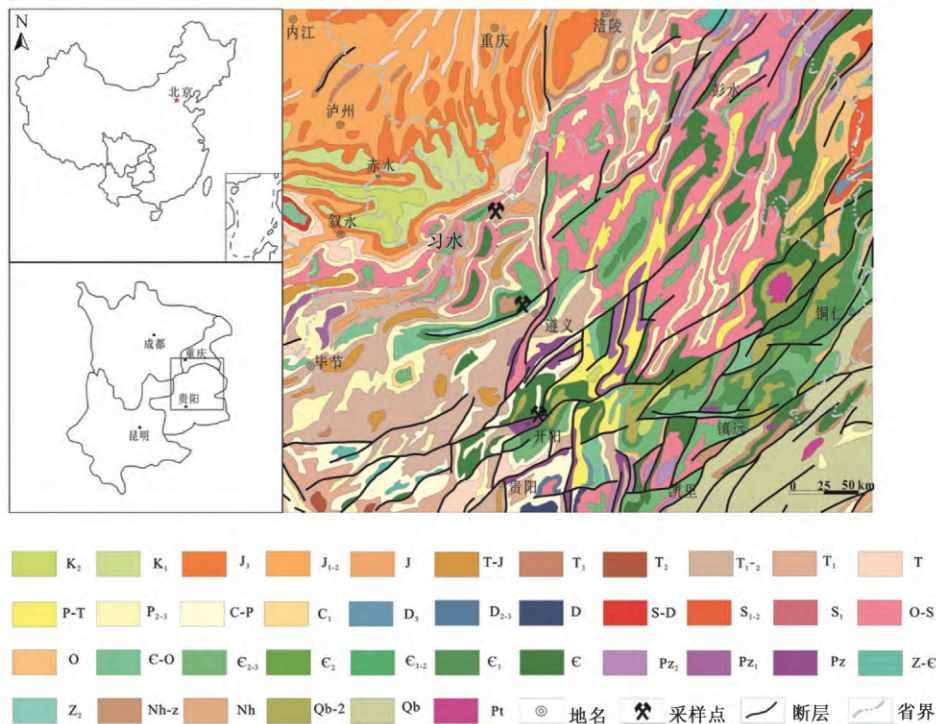 N
北京
成都
重庆
贵阳
昆明
内江
重庆
涪陵
泸州
彭水
赤水
叙永
习水
遵义
铜仁
毕节
开阳
镇远
贵阳
凯里
0 25 50 km
K₂ K₁ J₃ J₁₋₂ J T-J T₃ T₂ T₁-₂ T₁ T
P-T P₂₋₃ C-P C₁ D₃ D₂₋₃ D S-D S₁₋₂ S₁ O-S
O Є-O Є₂₋₃ Є₂ Є₁₋₂ Є₁ Є Pz₂ Pz₁ Pz Z-Є
Z₂ Nh-z Nh Qb-2 Qb Pt 地名 采样点 断层 省界